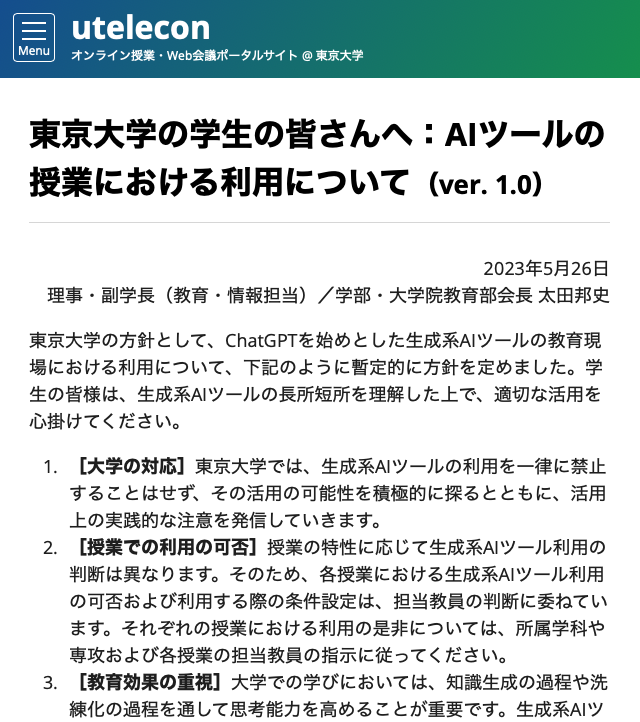 Menu
utelecon
オンライン授業・Web会議ポータルサイト @ 東京大学
東京大学の学生の皆さんへ：AIツールの
授業における利用について（ver. 1.0）
2023年5月26日
理事・副学長（教育・情報担当）／学部・大学院教育部会長 太田邦史
東京大学の方針として、ChatGPTを始めとした生成系AIツールの教育現
場における利用について、下記のように暫定的に方針を定めました。学
生の皆様は、生成系AIツールの長所短所を理解した上で、適切な活用を
心掛けてください。
1. ［大学の対応］東京大学では、生成系AIツールの利用を一律に禁止
することはせず、その活用の可能性を積極的に探るとともに、活用
上の実践的な注意を発信していきます。
2. ［授業での利用の可否］授業の特性に応じて生成系AIツール利用の
判断は異なります。そのため、各授業における生成系AIツール利用
の可否および利用する際の条件設定は、担当教員の判断に委ねてい
ます。それぞれの授業における利用の是非については、所属学科や
専攻および各授業の担当教員の指示に従ってください。
3. ［教育効果の重視］大学での学びにおいては、知識生成の過程や洗
練化の過程を通して思考能力を高めることが重要です。生成系AIツ